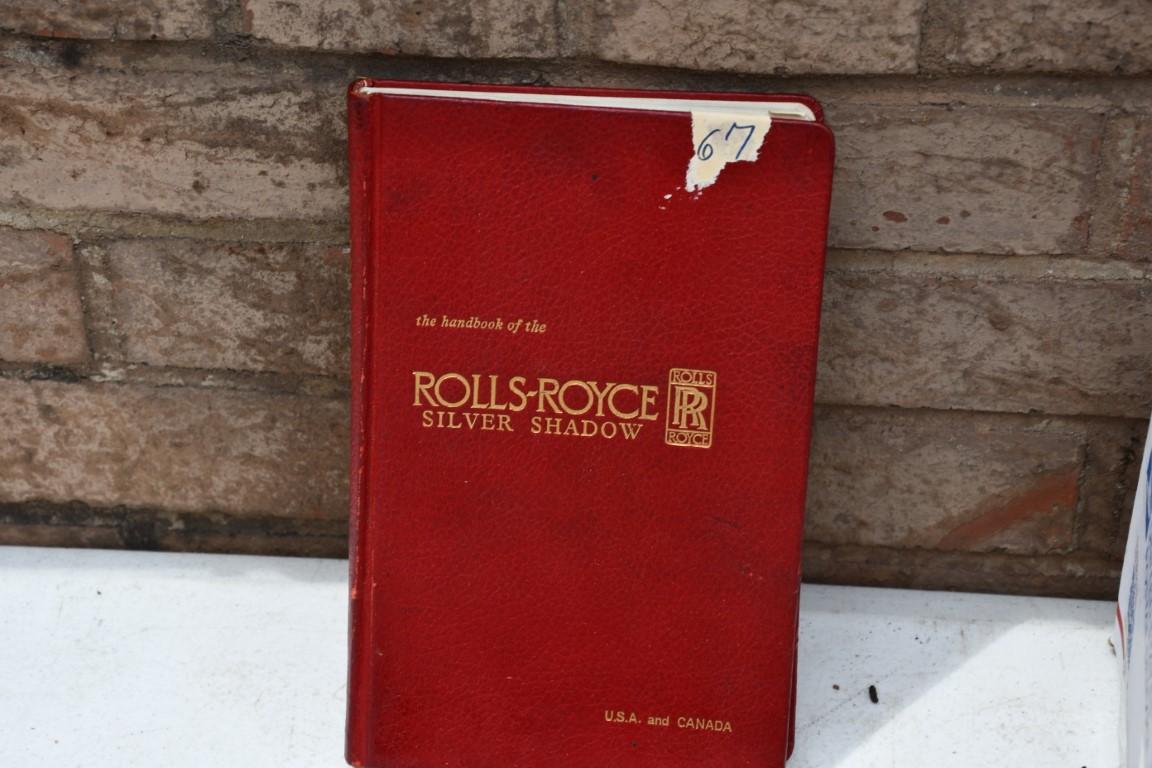 67
the handbook of the
ROLLS-ROYCE
SILVER SHADOW
ROLLS
RR
ROYCE
U.S.A. and CANADA